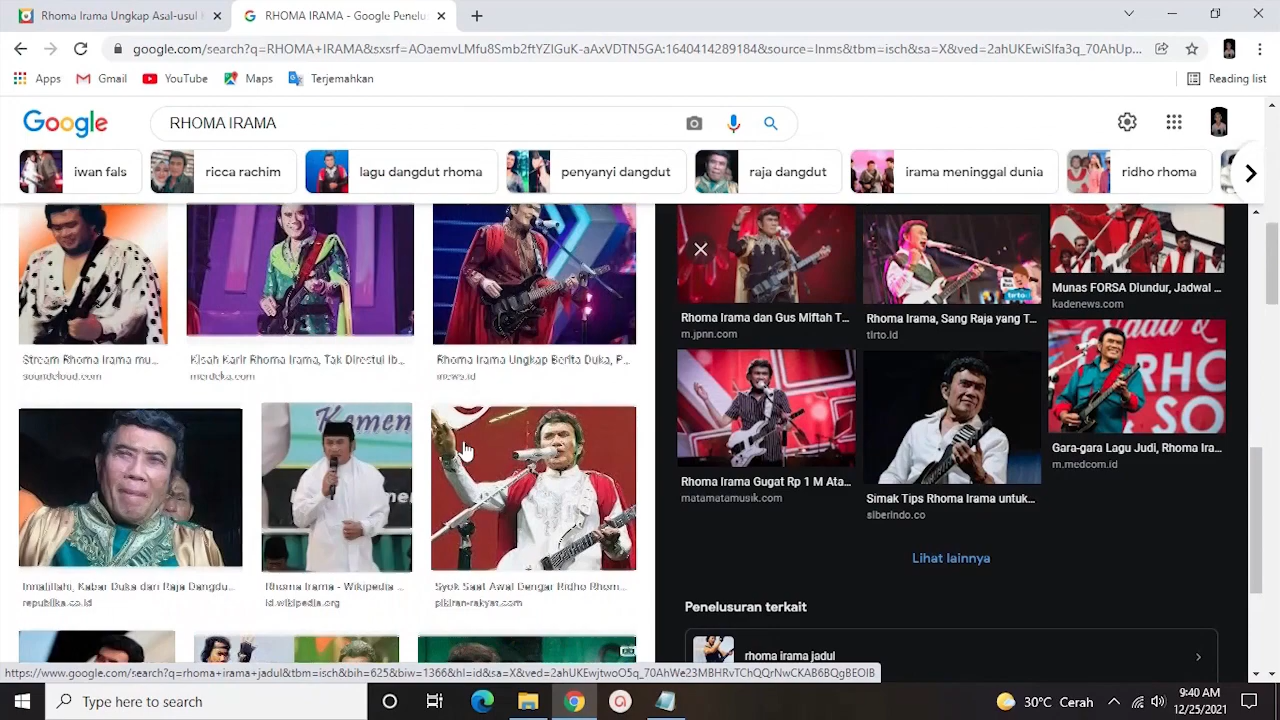 Rhoma Irama Ungkap Asal-usul
RHOMA IRAMA - Google Penelu
google.com/search?q=RHOMA+IRAMA&sxsrf=AOaemvLMfu8Smb2ftYZIGuK-aAxVDTN5GA:1640414289184&source=lnms&tbm=isch&sa=X&ved=2ahUKEwiSlfa3q_70AhUp...
Apps
Gmail
YouTube
Maps
Terjemahkan
Reading list
Google
RHOMA IRAMA
iwan fals
ricca rachim
lagu dangdut rhoma
penyanyi dangdut
raja dangdut
irama meninggal dunia
ridho rhoma
Stream Rhoma Irama mu...
soundcloud.com
Kisah Karir Rhoma Irama, Tak Direstui Ib...
merdeka.com
Rhoma Irama Ungkap Berita Duka, P...
inews.id
Kemen
Innalillahi, Kabar Duka dari Raja Dangdu...
republika.co.id
Rhoma Irama - Wikipedia ...
id.wikipedia.org
Syok Saat Awal Dengar Ridho Rhom...
pikiran-rakyat.com
Rhoma Irama dan Gus Miftah T...
m.jpnn.com
tirto.id
Rhoma Irama, Sang Raja yang T...
tirto.id
Munas FORSA Diundur, Jadwal ...
kadenews.com
Rhoma Irama Gugat Rp 1 M Ata...
matamatamusik.com
Simak Tips Rhoma Irama untuk...
siberindo.co
RHO
SO
Gara-gara Lagu Judi, Rhoma Ira...
m.medcom.id
Lihat lainnya
Penelusuran terkait
rhoma irama jadul
https://www.google.com/search?q=rhoma+irama+jadul&tbm=isch&bih=625&biw=1366&hl=id&sa=X&ved=2ahUKEwjtwoO5q_70AhWe23MBHRvTChQQrNwCKAB6BQgBEOIB
Type here to search
30°C Cerah
9:40 AM
12/25/2021